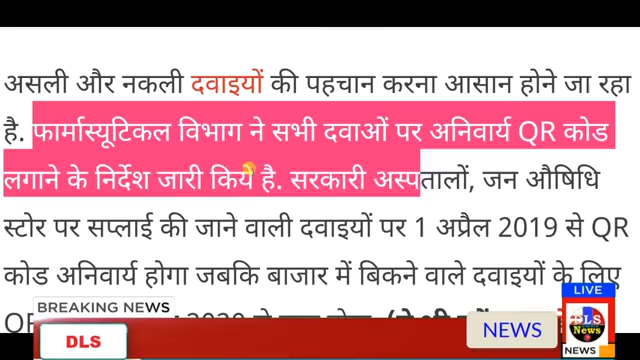 असली और नकली दवाइयों की पहचान करना आसान होने जा रहा
है. फार्मास्यूटिकल विभाग ने सभी दवाओं पर अनिवार्य QR कोड
लगाने के निर्देश जारी किये है. सरकारी अस्पतालों, जन औषिधि
स्टोर पर सप्लाई की जाने वाली दवाइयों पर 1 अप्रैल 2019 से QR
कोड अनिवार्य होगा जबकि बाजार में बिकने वाले दवाइयों के लिए
BREAKING NEWS
DLS
NEWS
LIVE
DLS
News
NEWS